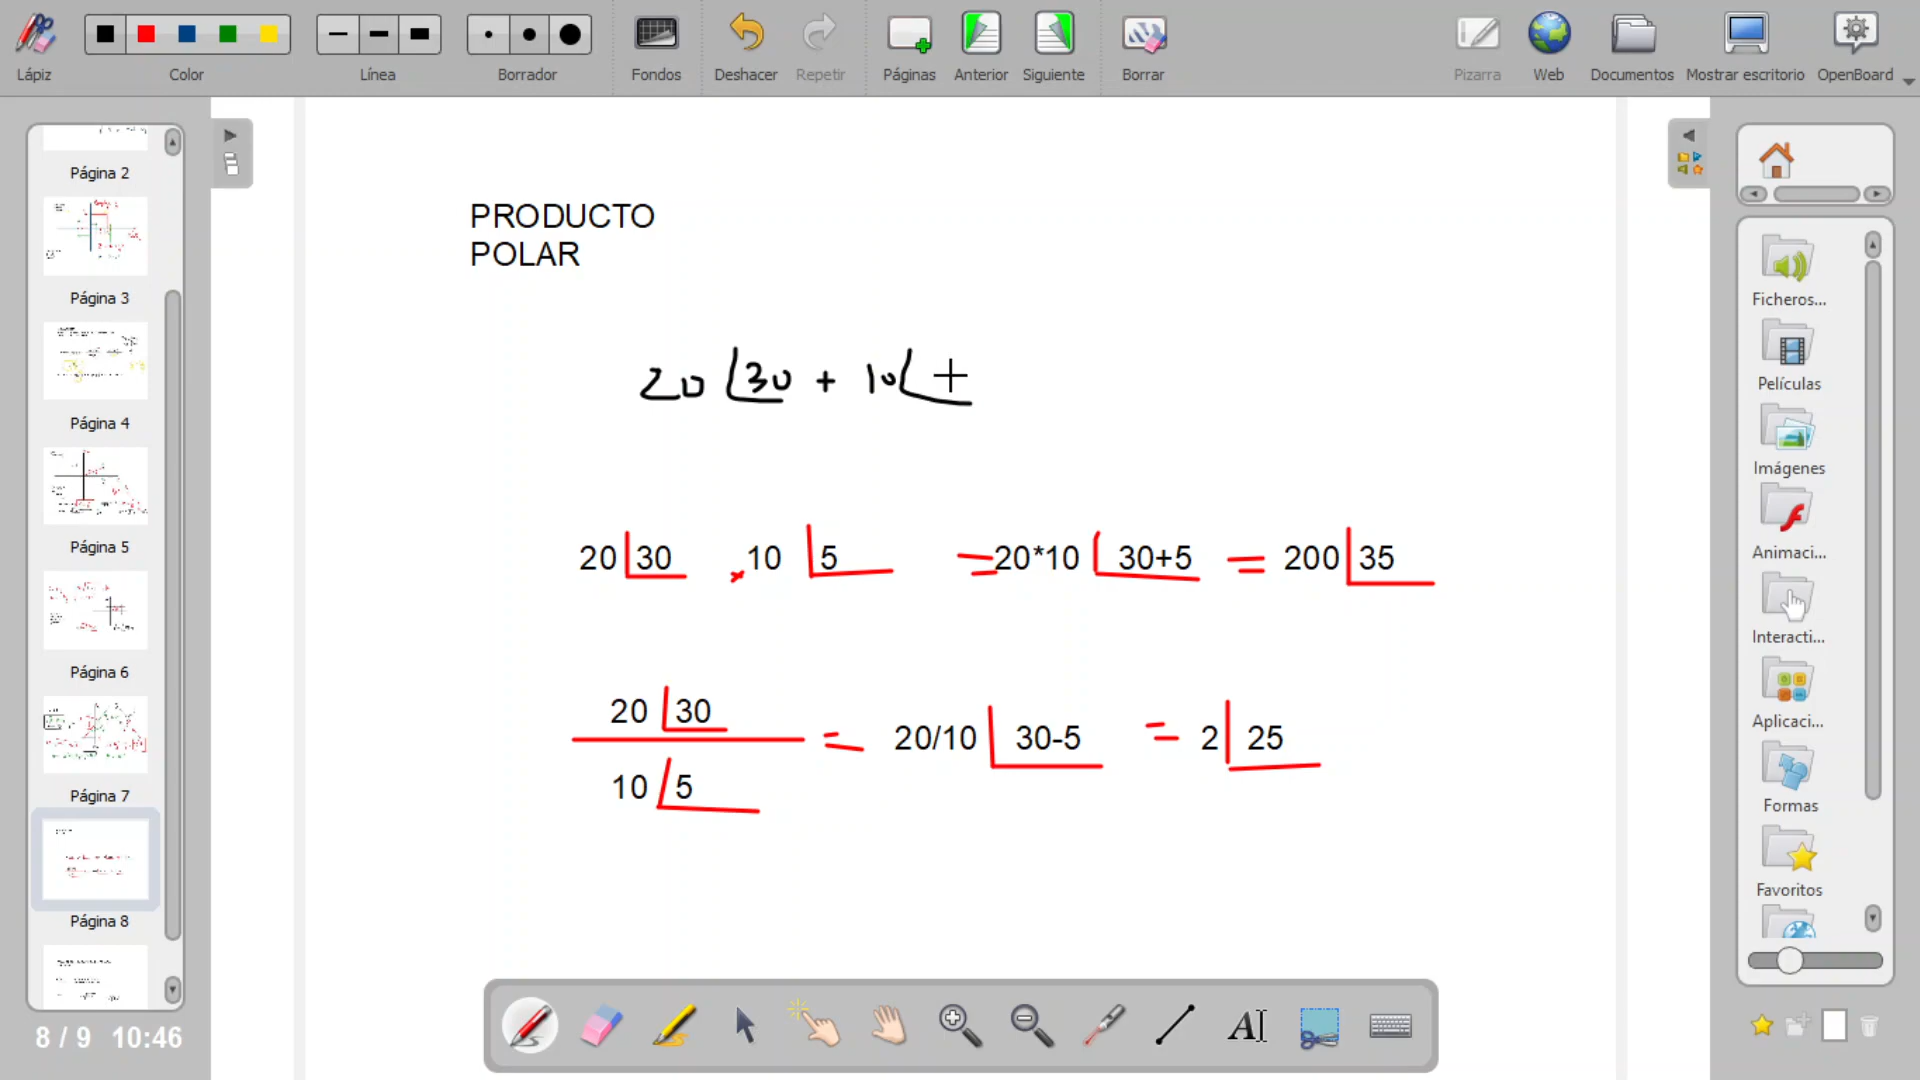 Lápiz Color Línea Borrador Fondos Deshacer Repetir Páginas Anterior Siguiente Borrar Pizarra Web Documentos Mostrar escritorio OpenBoard
Página 2
Página 3
Página 4
Página 5
Página 6
Página 7
Página 8
8 / 9 10:46
PRODUCTO
POLAR
20 30 + 10
20 30 . 10 5 = 20*10 30+5 = 200 35
20 30
10 5
= 20/10 30-5 = 2 25
Ficheros...
Películas
Imágenes
Animaci...
Interacti...
Aplicaci...
Formas
Favoritos